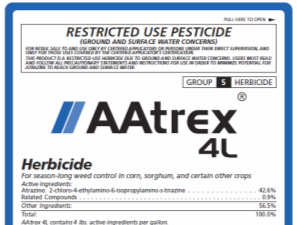 PULL HERE TO OPEN
RESTRICTED USE PESTICIDE
(GROUND AND SURFACE WATER CONCERNS)
FOR RETAIL SALE TO AND USE ONLY BY CERTIFIED APPLICATORS OR PERSONS UNDER THEIR DIRECT SUPERVISION, AND
ONLY FOR THOSE USES COVERED BY THE CERTIFIED APPLICATOR'S CERTIFICATION.
THIS PRODUCT IS A RESTRICTED USE HERBICIDE DUE TO GROUND AND SURFACE WATER CONCERNS. USERS MUST READ
AND FOLLOW ALL PRECAUTIONARY STATEMENTS AND INSTRUCTIONS FOR USE IN ORDER TO MINIMIZE POTENTIAL FOR
ATRAZINE TO REACH GROUND AND SURFACE WATER.
GROUP 5 HERBICIDE
AAtrex®
4L
Herbicide
For season-long weed control in corn, sorghum, and certain other crops
Active Ingredients:
Atrazine: 2-chloro-4-ethylamino-6-isopropylamino-s-triazine . . . . . . . . . . . . . . . . 42.6%
Related Compounds . . . . . . . . . . . . . . . . . . . . . . . . . . . . . . . . . . . . 0.9%
Other Ingredients: 56.5%
Total: 100.0%
AAtrex 4L contains 4 lbs. active ingredients per gallon.